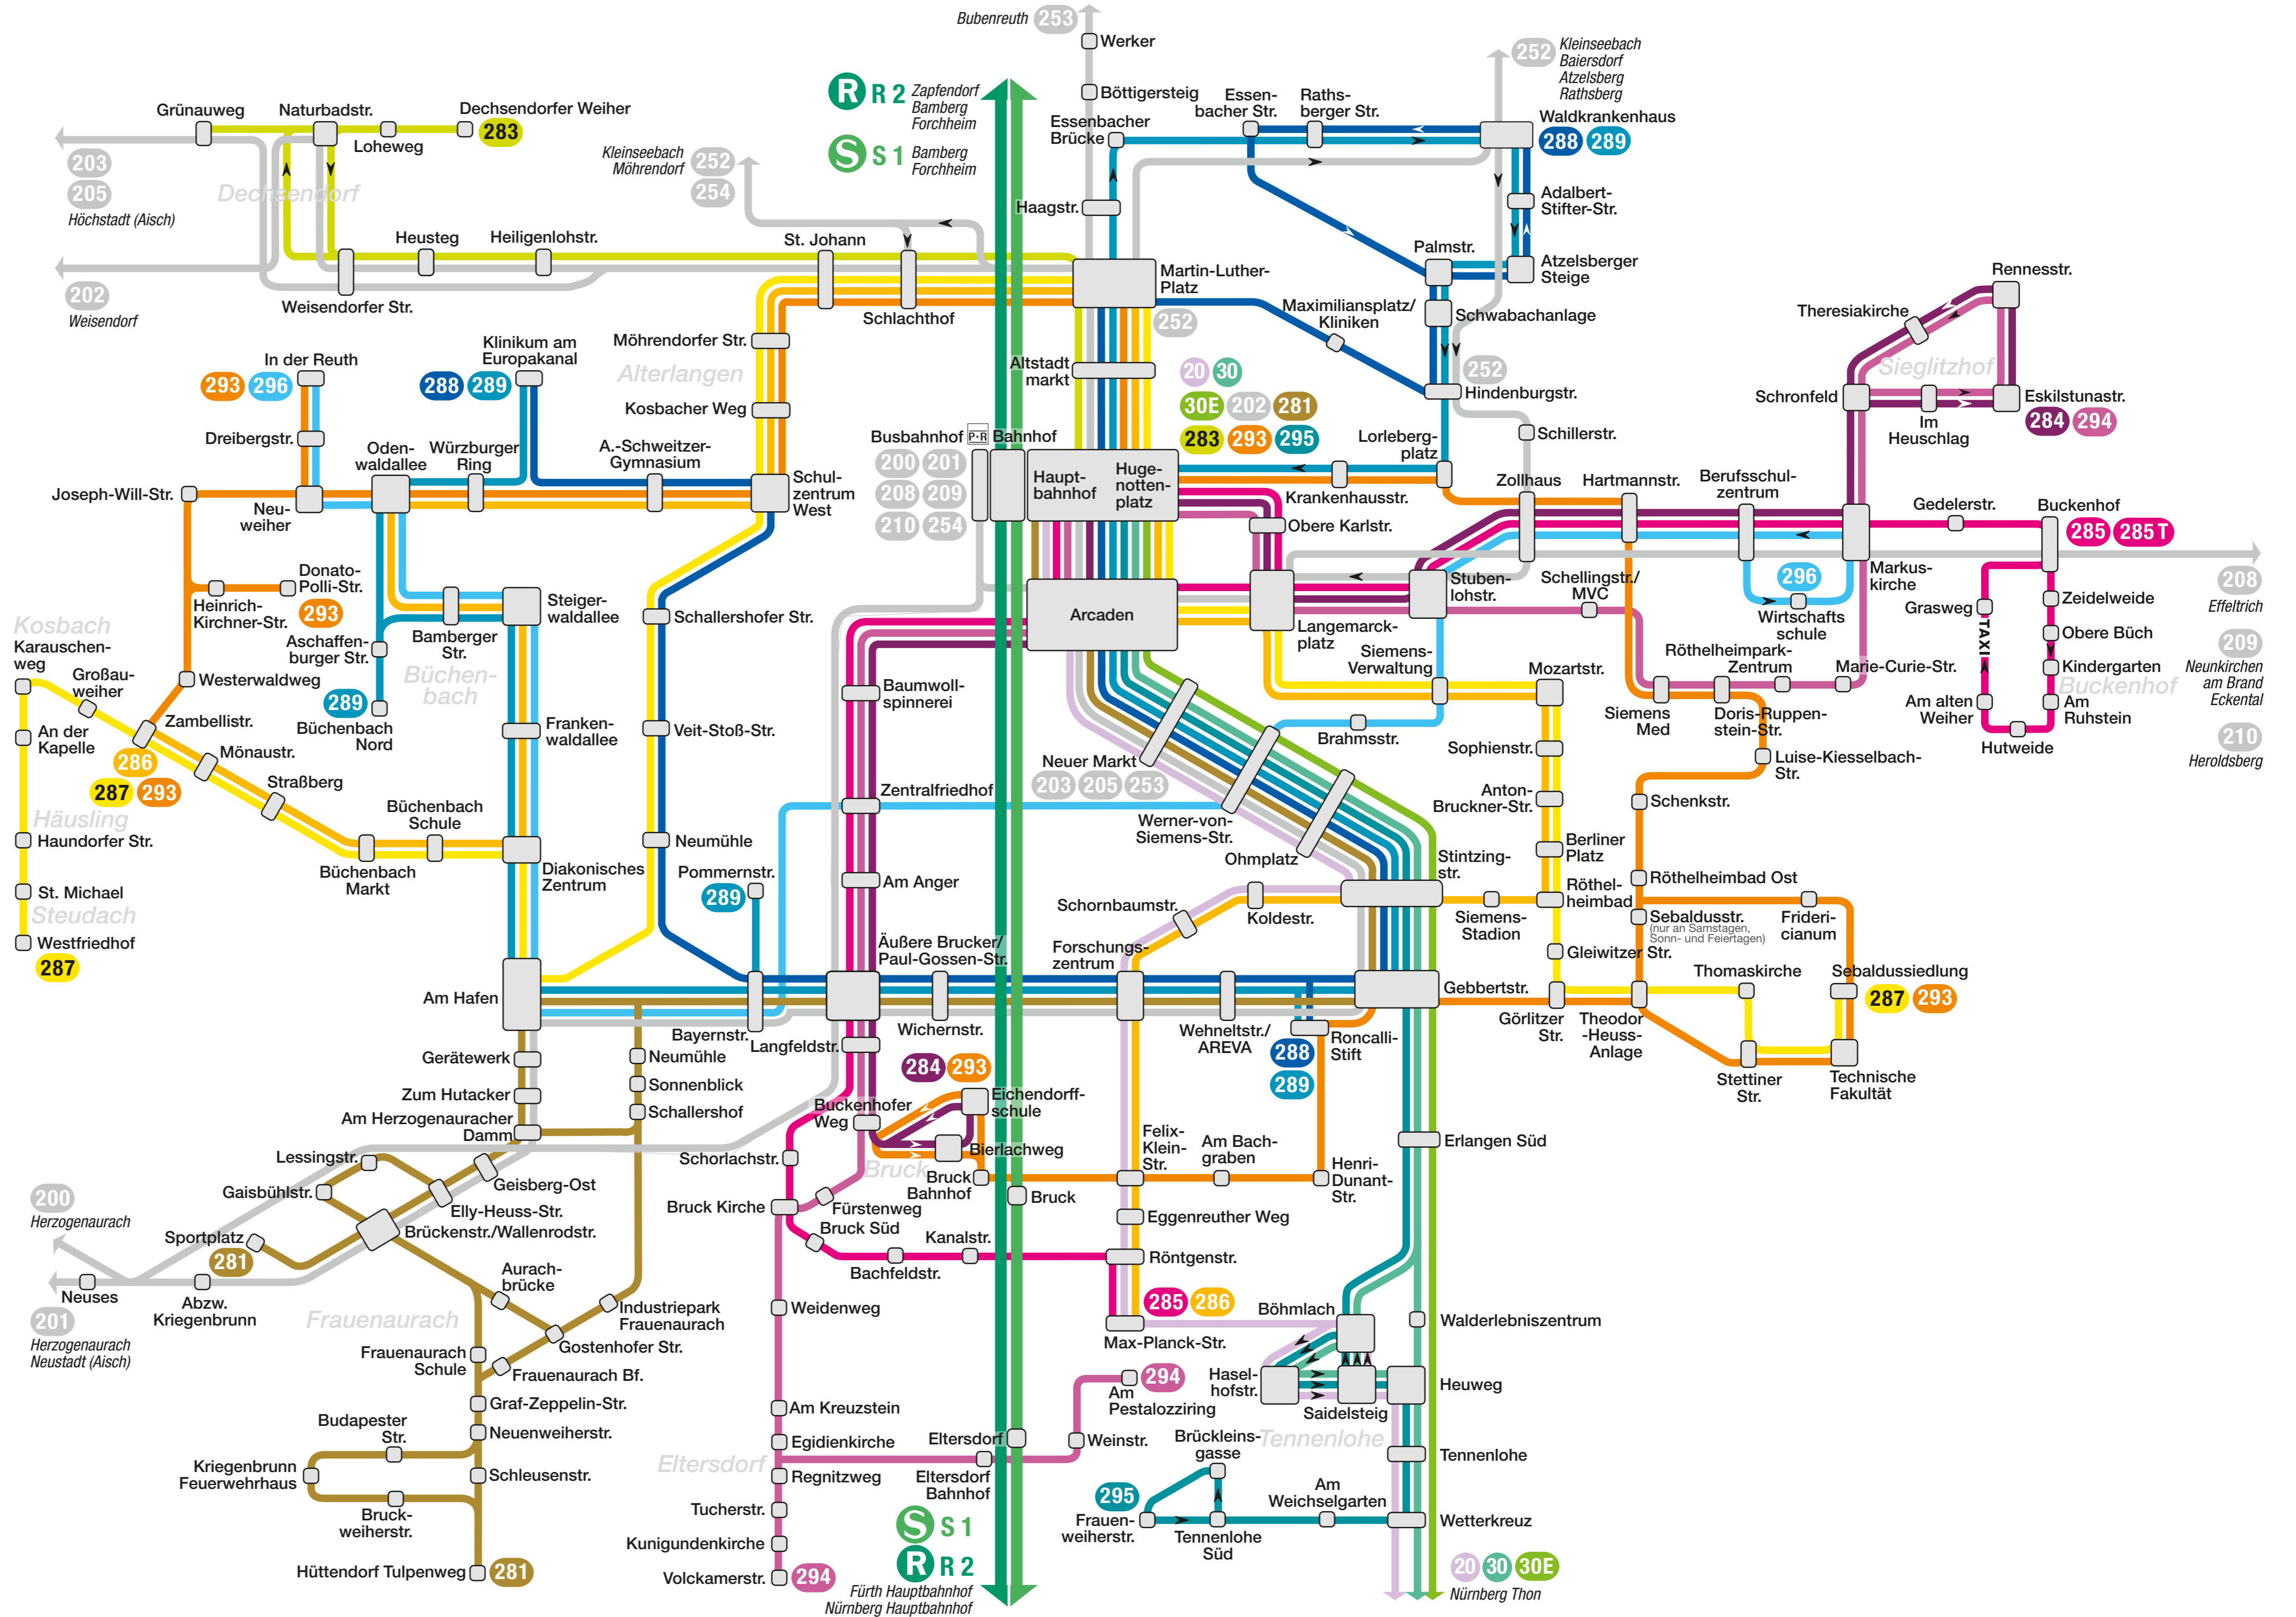 Bubenreuth 253
Werker
Böttigersteig
252 Kleinseebach
Baiersdorf
Atzelsberg
Rathsberg
R R 2 Zapfendorf
Bamberg
Forchheim
S S 1 Bamberg
Forchheim
Grünauweg
Naturbadstr.
Loheweg
Dechsendorfer Weiher
283
203
205
Höchstadt (Aisch)
Dechsendorf
Kleinseebach
Möhrendorf
252
254
202
Weisendorf
Weisendorfer Str.
Heusteg
Heiligenlohstr.
St. Johann
Schlachthof
Essenbacher
Brücke
Essen-
bacher Str.
Raths-
berger Str.
Waldkrankenhaus
288 289
Haagstr.
Adalbert-
Stifter-Str.
Palmstr.
Atzelsberger
Steige
Martin-Luther-
Platz
252
Maximiliansplatz/
Kliniken
Schwabachanlage
252
Hindenburgstr.
Schillerstr.
Rennesstr.
Theresiakirche
Sieglitzhof
Schronfeld
Im
Heuschlag
Eskilstunastr.
284 294
In der Reuth
293 296
Klinikum am
Europakanal
288 289
Möhrendorfer Str.
Alterlangen
Kosbacher Weg
Altstadt
markt
20 30
30E 202 281
283 293 295
Dreibergstr.
Oden-
waldallee
Würzburger
Ring
A.-Schweitzer-
Gymnasium
Schul-
zentrum
West
Joseph-Will-Str.
Neu-
weiher
Busbahnhof P+R Bahnhof
200 201
208 209
210 254
Haupt-
bahnhof
Huge-
notten-
platz
Lorleberg-
platz
Krankenhausstr.
Obere Karlstr.
Zollhaus
Hartmannstr.
Berufsschul-
zentrum
Gedelerstr.
Buckenhof
285 285T
Donato-
Polli-Str.
293
Heinrich-
Kirchner-Str.
Aschaffen-
burger Str.
Bamberger
Str.
Steiger-
waldallee
Schallershofer Str.
Arcaden
Langemarck-
platz
Stuben-
lohstr.
Schellingstr./
MVC
296
Wirtschafts
schule
Markus-
kirche
Grasweg
TAXI
Zeidelweide
Obere Büch
Kindergarten
Buckenhof
Am
Ruhstein
Am alten
Weiher
Hutweide
208
Effeltrich
209
Neunkirchen
am Brand
Eckental
210
Heroldsberg
Kosbach
Karauschen-
weg
Großau-
weiher
An der
Kapelle
Westerwaldweg
Zambellistr.
286
287 293
Mönaustr.
Straßberg
289
Büchenbach
Nord
Büchen-
bach
Franken-
waldallee
Baumwoll-
spinnerei
Veit-Stoß-Str.
Siemens-
Verwaltung
Mozartstr.
Röthelheimpark-
Zentrum
Marie-Curie-Str.
Siemens
Med
Doris-Ruppen-
stein-Str.
Brahmsstr.
Sophienstr.
Luise-Kiesselbach-
Str.
Neuer Markt
203 205 253
Häusling
Haundorfer Str.
St. Michael
Steudach
Westfriedhof
287
Büchenbach
Schule
Büchenbach
Markt
Diakonisches
Zentrum
Neumühle
Zentralfriedhof
Werner-von-
Siemens-Str.
Ohmplatz
Anton-
Bruckner-Str.
Schenkstr.
Berliner
Platz
Am Anger
Pommernstr.
289
Stintzing-
str.
Röthel-
heimbad
Röthelheimbad Ost
Schornbaumstr.
Koldestr.
Siemens-
Stadion
Sebaldusstr.
(nur an Samstagen,
Sonn- und Feiertagen)
Frideri-
cianum
Äußere Brucker/
Paul-Gossen-Str.
Forschungs-
zentrum
Gleiwitzer Str.
Thomaskirche
Sebaldussiedlung
287 293
Am Hafen
Bayernstr.
Wichernstr.
Wehneltstr./
AREVA
Gebbertstr.
Görlitzer
Str.
Theodor
-Heuss-
Anlage
Stettiner
Str.
Technische
Fakultät
Langfeldstr.
Roncalli-
Stift
288
289
Gerätewerk
Zum Hutacker
Am Herzogenauracher
Damm
Neumühle
Sonnenblick
Schallershof
284 293
Eichendorff-
schule
Buckenhofer
Weg
Bierlachweg
Bruck
Bruck
Bahnhof
Bruck
Felix-
Klein-
Str.
Am Bach-
graben
Henri-
Dunant-
Str.
Erlangen Süd
Lessingstr.
Gaisbühlstr.
Geisberg-Ost
Elly-Heuss-Str.
Brückenstr./Wallenrodstr.
Sportplatz
281
200
Herzogenaurach
Neuses
Abzw.
Kriegenbrunn
201
Herzogenaurach
Neustadt (Aisch)
Schorlachstr.
Bruck Kirche
Fürstenweg
Bruck Süd
Bachfeldstr.
Kanalstr.
Eggenreuther Weg
Röntgenstr.
285 286
Max-Planck-Str.
Aurach-
brücke
Frauenaurach
Industriepark
Frauenaurach
Gostenhofer Str.
Frauenaurach
Schule
Frauenaurach Bf.
Weidenweg
Böhmlach
Walderlebniszentrum
Hasel-
hofstr.
Saidelsteig
Heuweg
294
Am
Pestalozziring
Graf-Zeppelin-Str.
Am Kreuzstein
Budapester
Str.
Neuenweiherstr.
Egidienkirche
Eltersdorf
Eltersdorf
Weinstr.
Brückleins-
gasse
Tennenlohe
Tennenlohe
Kriegenbrunn
Feuerwehrhaus
Schleusenstr.
Regnitzweg
Eltersdorf
Bahnhof
Am
Weichselgarten
Bruck-
weiherstr.
Tucherstr.
295
Frauen-
weiherstr.
Tennenlohe
Süd
Wetterkreuz
Kunigundenkirche
S S 1
R R 2
Fürth Hauptbahnhof
Nürnberg Hauptbahnhof
Hüttendorf Tulpenweg 281
Volckamerstr. 294
20 30 30E
Nürnberg Thon